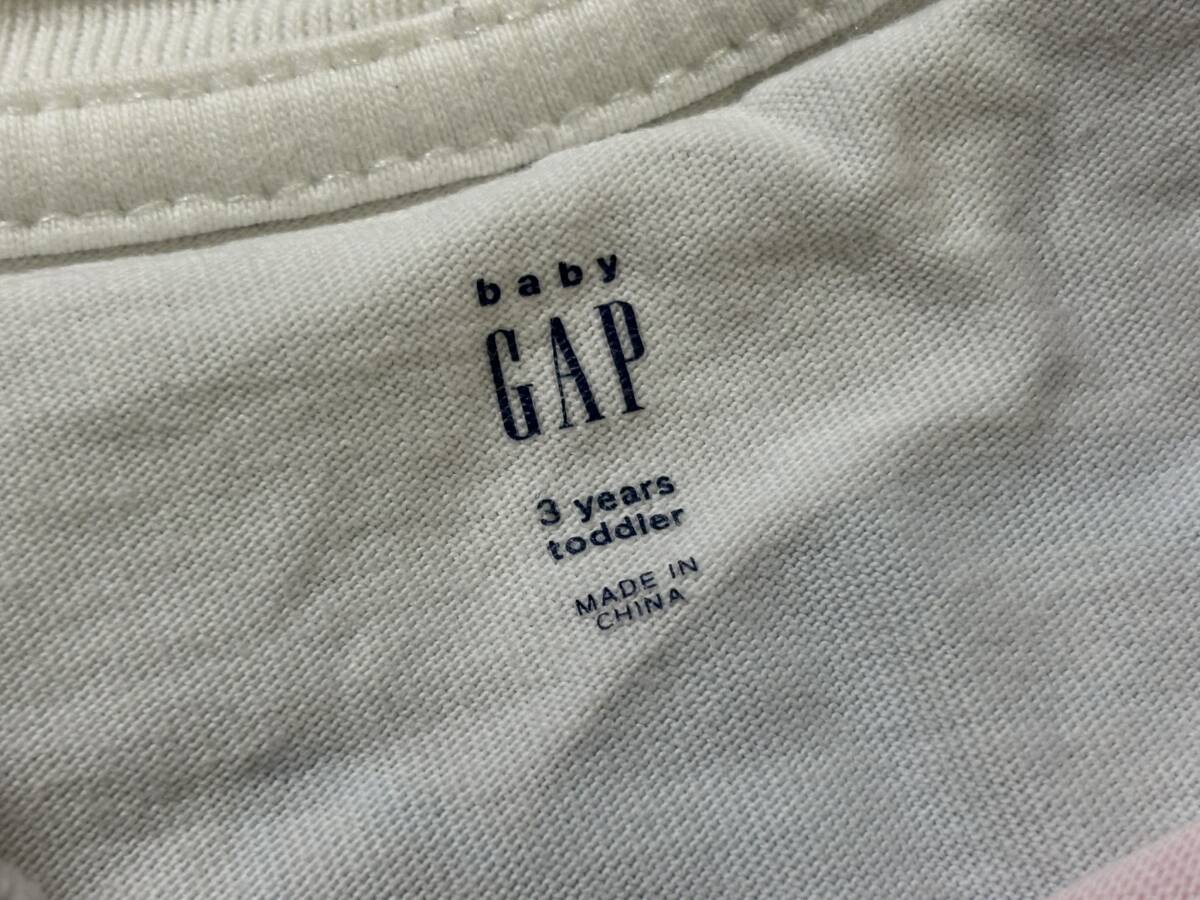 baby
GAP
3 years
toddler
MADE IN
CHINA